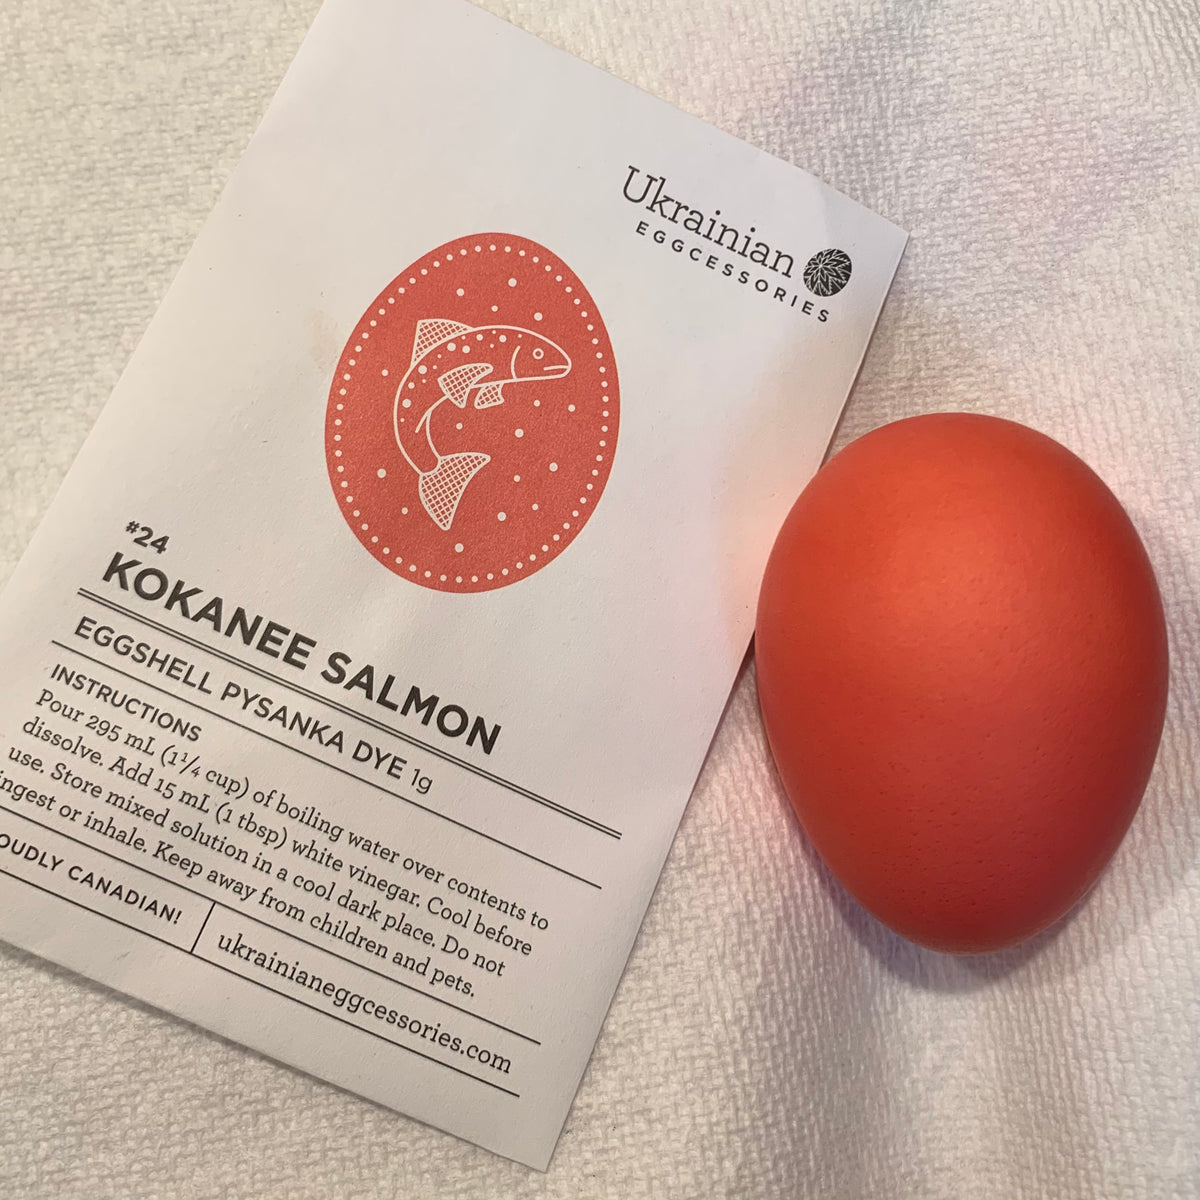 Ukrainian
EGGCESSORIES
#24
KOKANEE SALMON
EGGSHELL PYSANKA DYE 1g
INSTRUCTIONS
Pour 295 mL (1¼ cup) of boiling water over contents to
dissolve. Add 15 mL (1 tbsp) white vinegar. Cool before
use. Store mixed solution in a cool dark place. Do not
ingest or inhale. Keep away from children and pets.
OUDLY CANADIAN!
ukrainianeggcessories.com